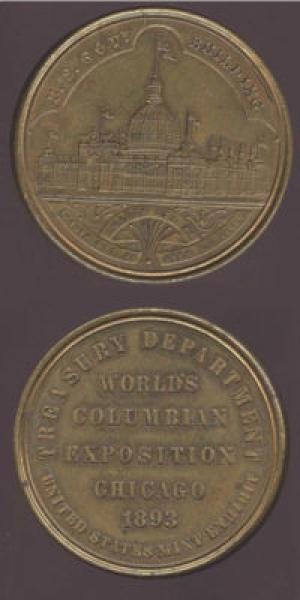 U.S. GOV'T. BUILDING
TREASURY DEPARTMENT
WORLD'S
COLUMBIAN
EXPOSITION
CHICAGO
1893
UNITED STATES MINT EXHIBIT